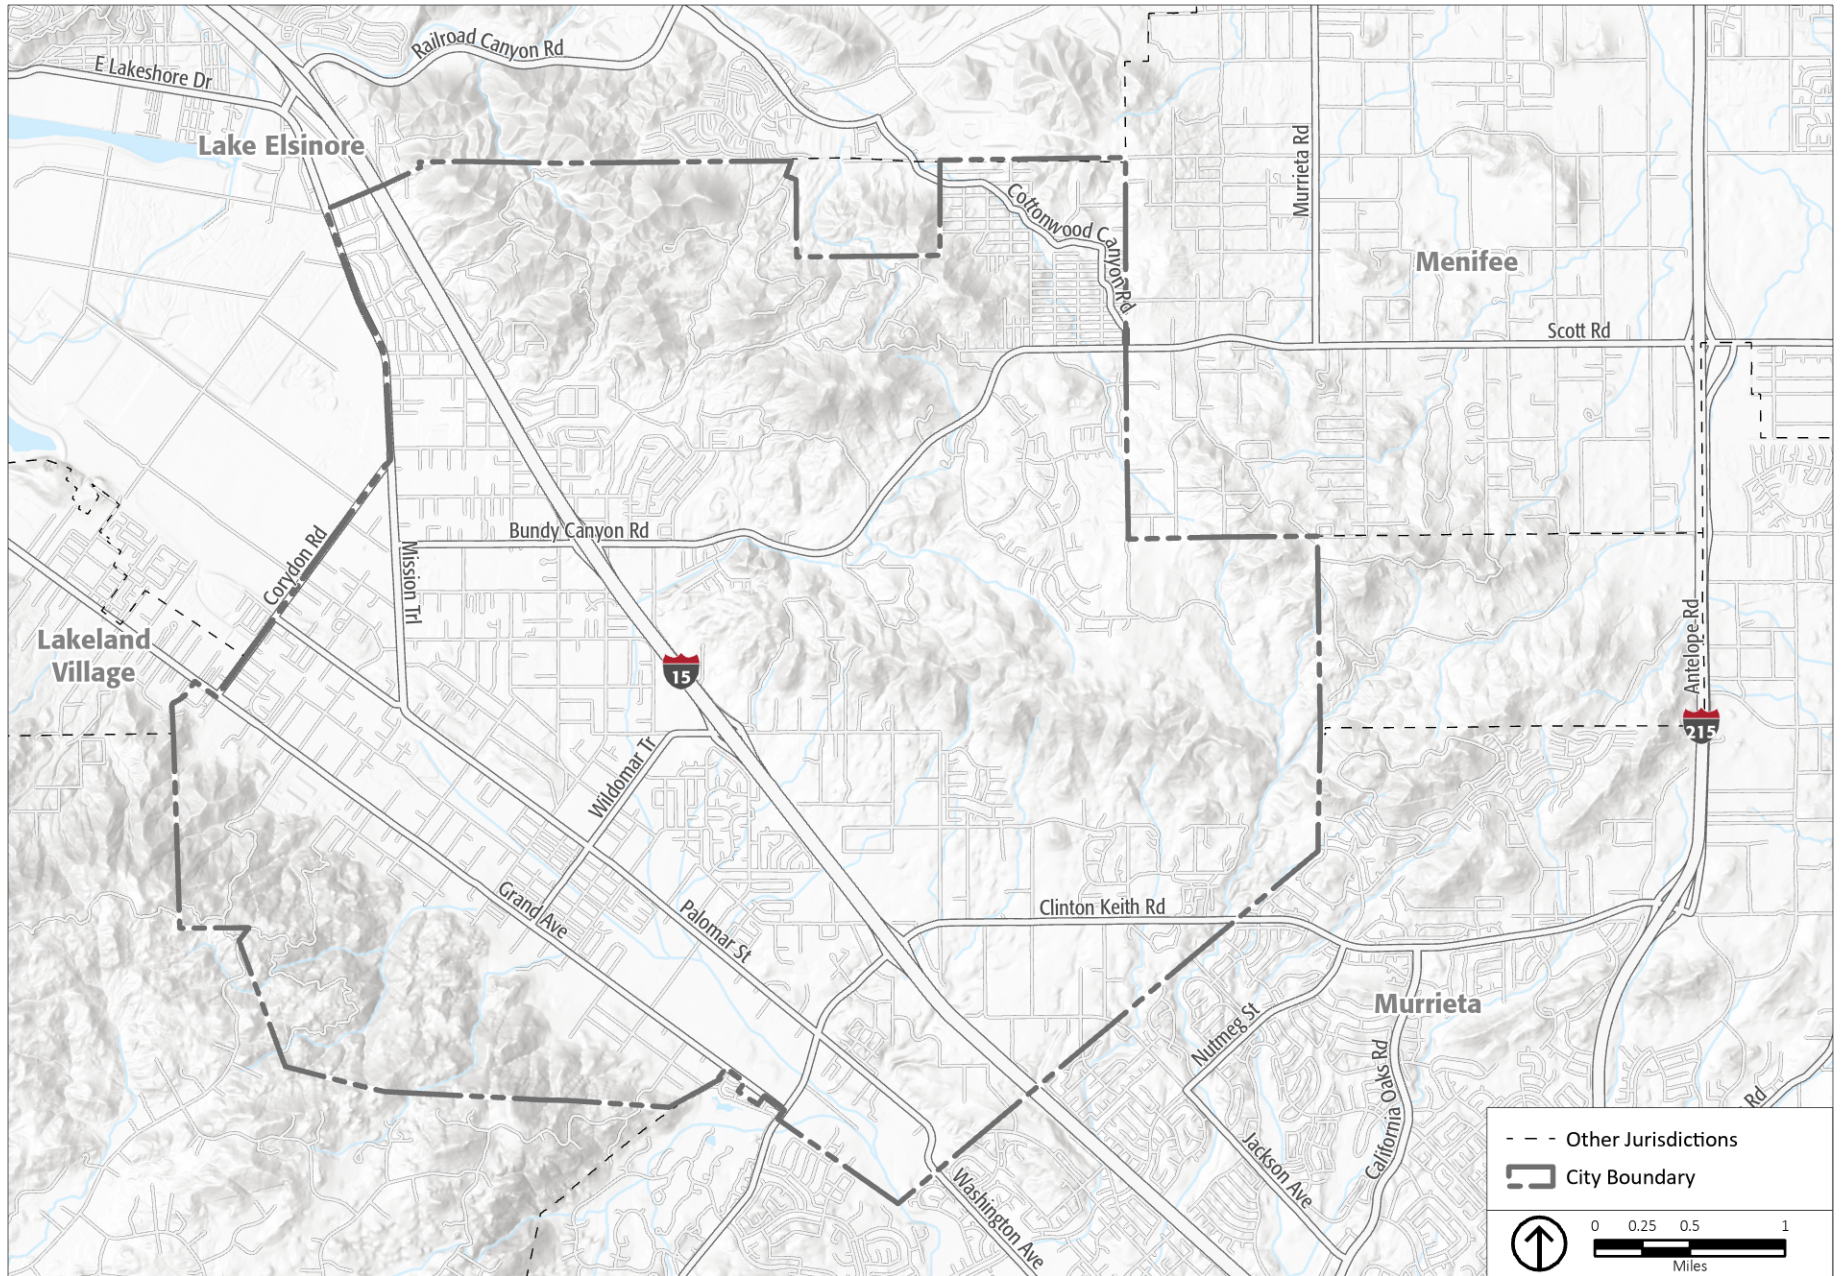 Railroad Canyon Rd
E Lakeshore Dr
Lake Elsinore
Murrieta Rd
Cottonwood Canyon Rd
Menifee
Scott Rd
Bundy Canyon Rd
Corydon Rd
Mission Trl
Lakeland
Village
Antelope Rd
15
215
Wildomar Tr
Grand Ave
Palomar St
Clinton Keith Rd
Murrieta
Nutmeg St
California Oaks Rd
Jackson Ave
Washington Ave
Rd
Other Jurisdictions
City Boundary
0 0.25 0.5 1
Miles